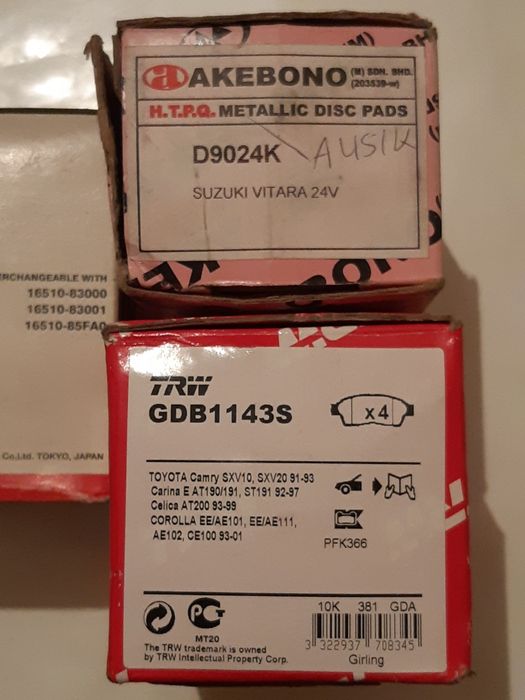 AKEBONO (M) SDN. BHD. (203539-W)
H.T.P.Q. METALLIC DISC PADS
D9024K
SUZUKI VITARA 24V
ERCHANGEABLE WITH
16510-83000
16510-83001
16510-85FA0
Co.,Ltd. TOKYO, JAPAN
TRW
GDB1143S
x4
TOYOTA Camry SXV10, SXV20 91-93
Carina E AT190/191, ST191 92-97
Celica AT200 93-99
COROLLA EE/AE101, EE/AE111,
AE102, CE100 93-01
PFK366
MT20
The TRW trademark is owned
by TRW Intellectual Property Corp.
10K 381 GDA
3 322937 708345
Girling